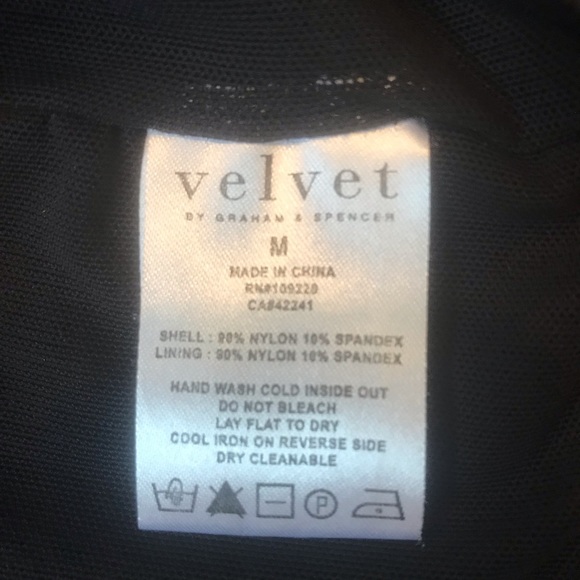 velvet
BY GRAHAM & SPENCER
M
MADE IN CHINA
RN#109220
CA#42241
SHELL : 90% NYLON 10% SPANDEX
LINING : 90% NYLON 10% SPANDEX
HAND WASH COLD INSIDE OUT
DO NOT BLEACH
LAY FLAT TO DRY
COOL IRON ON REVERSE SIDE
DRY CLEANABLE
P